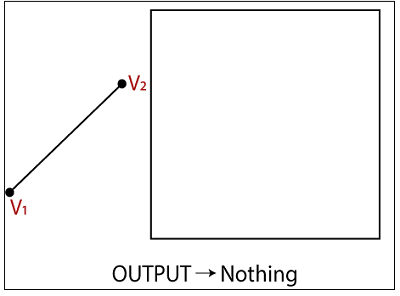 V₂
V₁
OUTPUT → Nothing